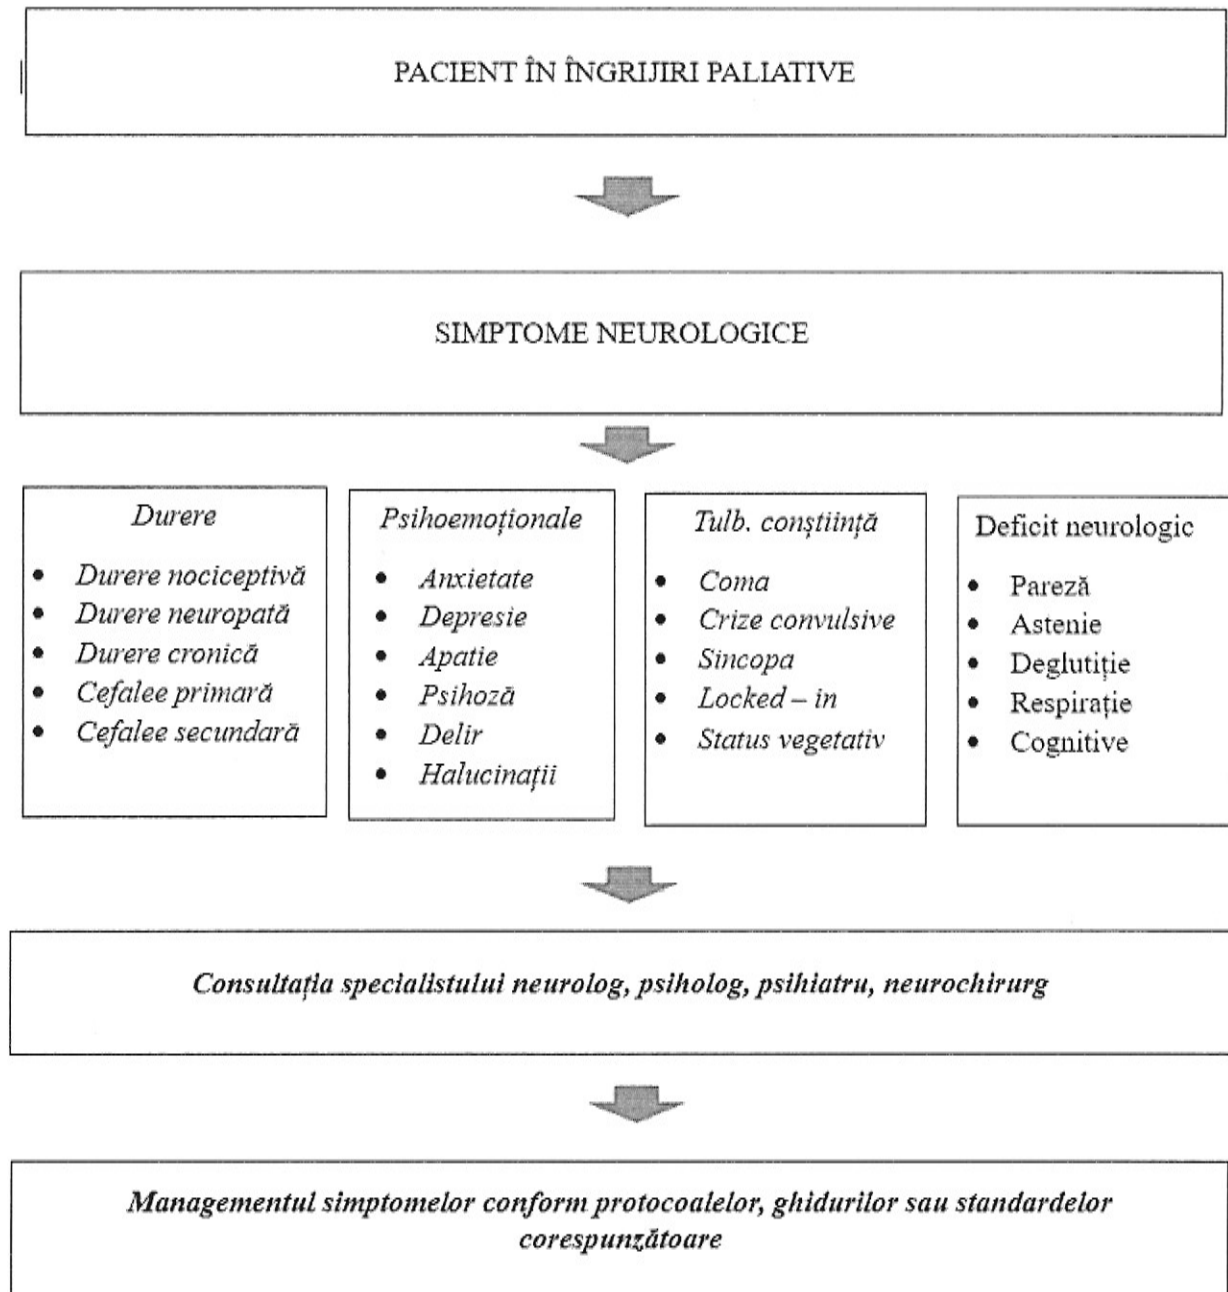 PACIENT ÎN ÎNGRIJIRI PALIATIVE
SIMPTOME NEUROLOGICE
Durere
• Durere nociceptivă
• Durere neuropată
• Durere cronică
• Cefalee primară
• Cefalee secundară
Psihoemoționale
• Anxietate
• Depresie
• Apatie
• Psihoză
• Delir
• Halucinații
Tulb. conștiință
• Coma
• Crize convulsive
• Sincopa
• Locked – in
• Status vegetativ
Deficit neurologic
• Pareză
• Astenie
• Deglutiție
• Respirație
• Cognitive
Consultația specialistului neurolog, psiholog, psihiatru, neurochirurg
Managementul simptomelor conform protocoalelor, ghidurilor sau standardelor
corespunzătoare